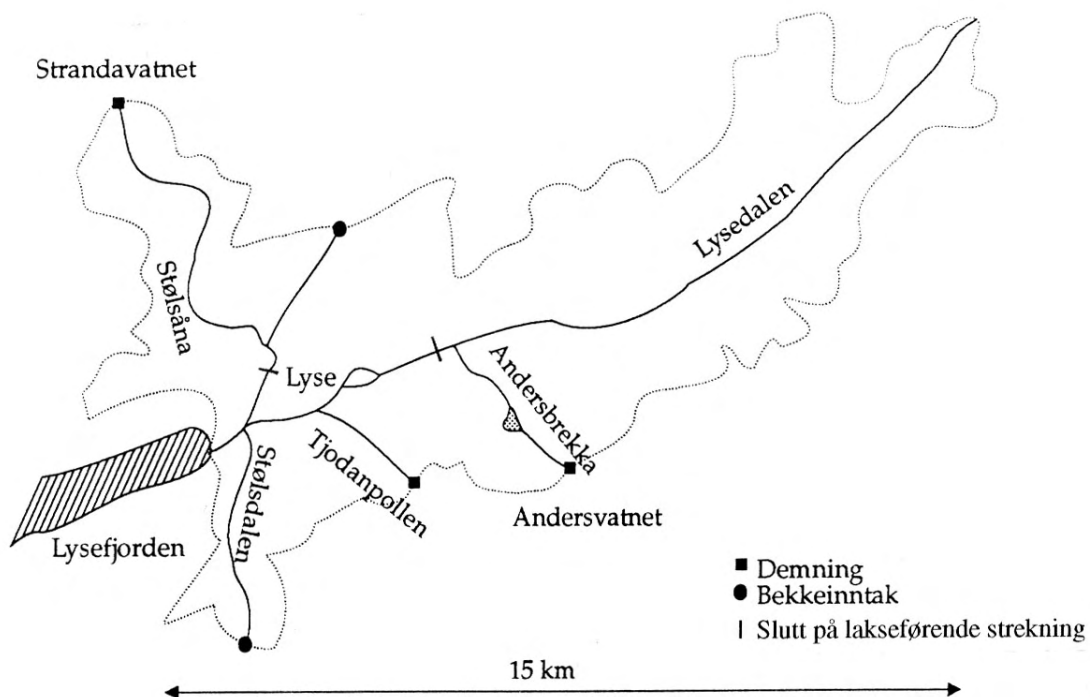 Strandavatnet
Lysedalen
Stølsåna
Andersbrekka
Lyse
Tjodanpollen
Stølsdalen
Andersvatnet
Lysefjorden
■ Demning
● Bekkeinntak
| Slutt på lakseførende strekning
15 km